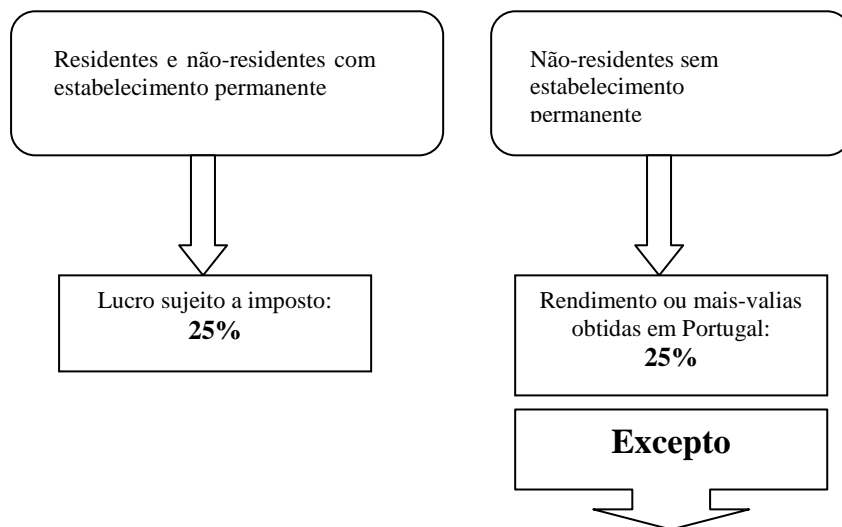 Residentes e não-residentes com
estabelecimento permanente
Não-residentes sem
estabelecimento
permanente
Lucro sujeito a imposto:
25%
Rendimento ou mais-valias
obtidas em Portugal:
25%
Excepto